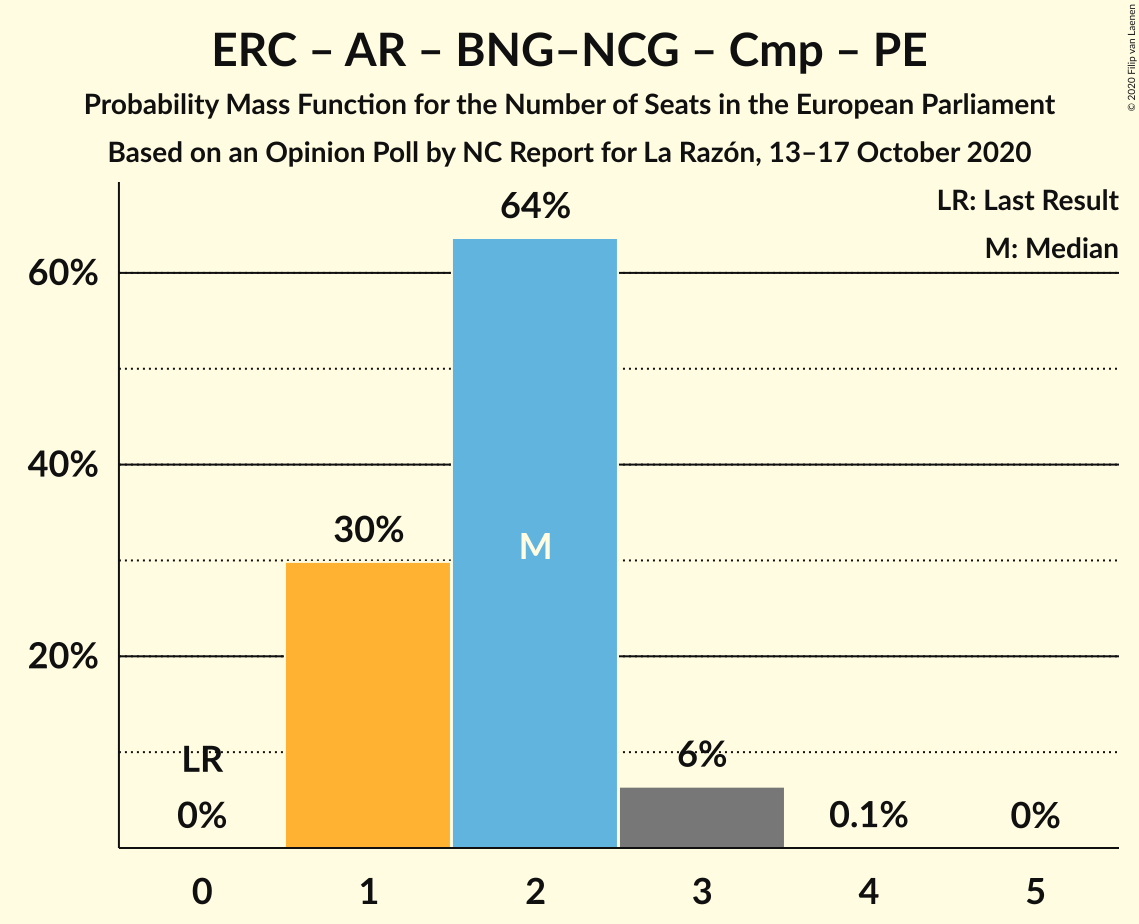 ERC – AR – BNG–NCG – Cmp – PE
Probability Mass Function for the Number of Seats in the European Parliament
Based on an Opinion Poll by NC Report for La Razón, 13–17 October 2020
© 2020 Filip van Laenen
LR: Last Result
M: Median
64%
60%
40%
30%
M
20%
LR
6%
0%
0.1%
0%
0 1 2 3 4 5